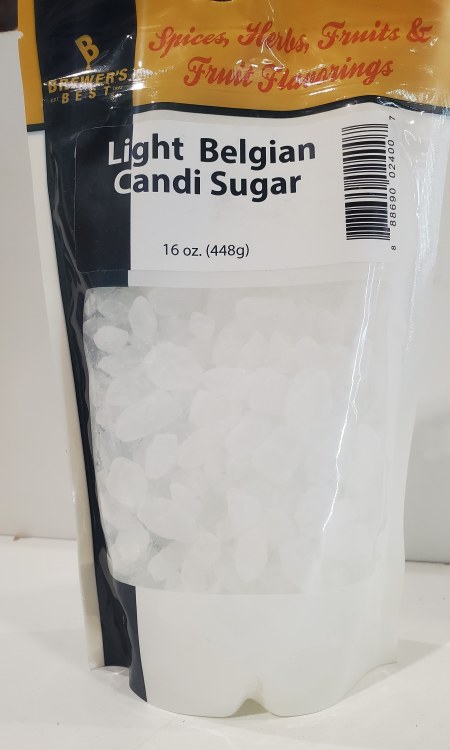 B
BREWER'S
BEST
Spices, Herbs, Fruits &
Fruit Flavorings
Light Belgian
Candi Sugar
16 oz. (448g)
8 88690 02400 7